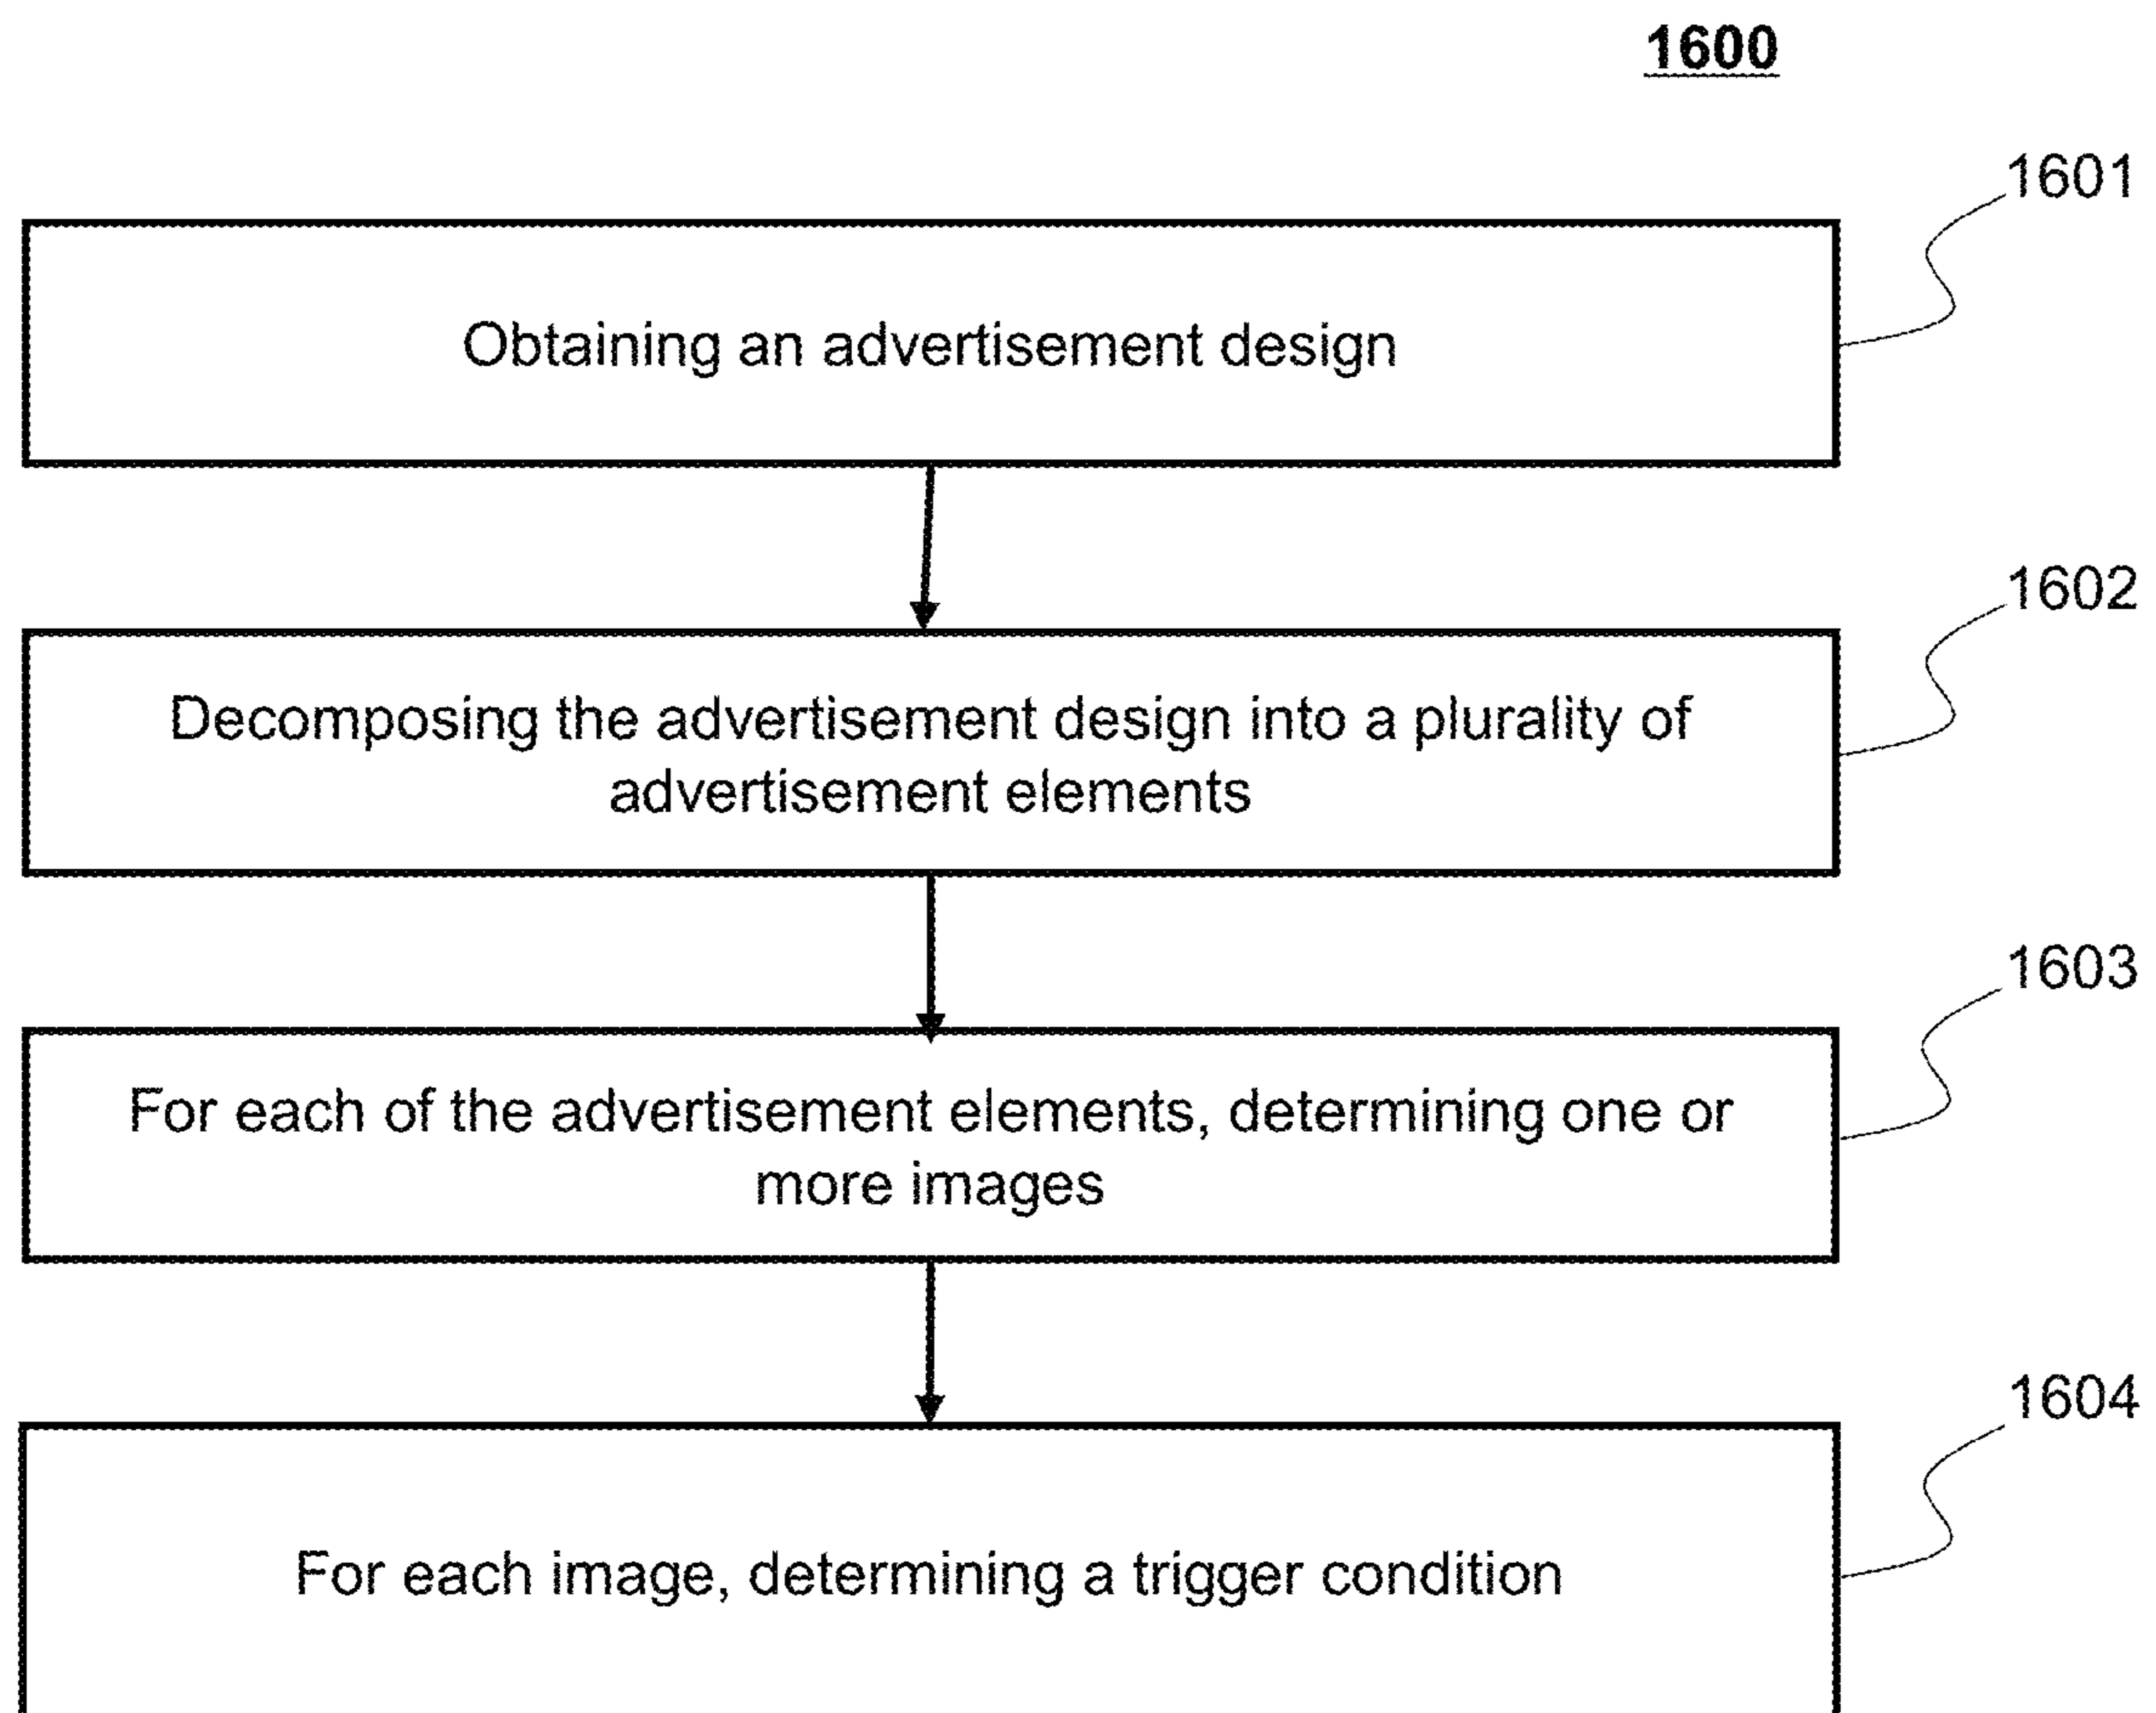 1600
1601
Obtaining an advertisement design
1602
Decomposing the advertisement design into a plurality of
advertisement elements
1603
For each of the advertisement elements, determining one or
more images
1604
For each image, determining a trigger condition